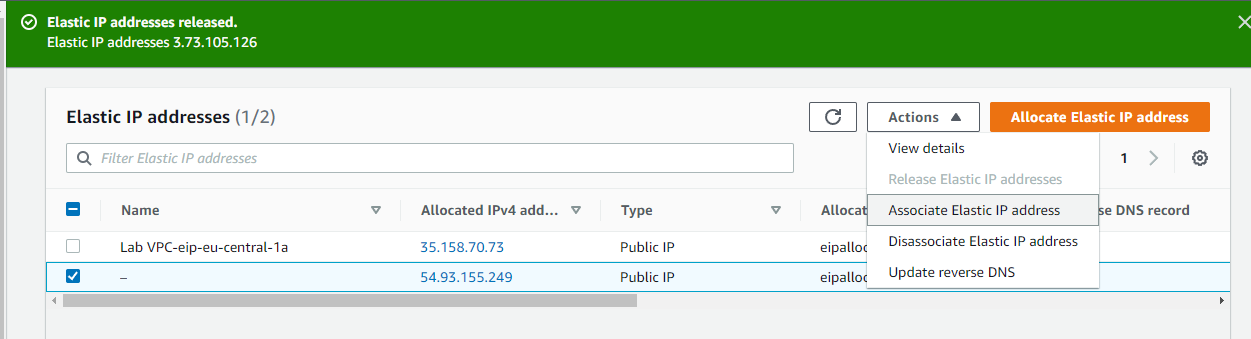 Elastic IP addresses released.
Elastic IP addresses 3.73.105.126
Elastic IP addresses (1/2)
Actions
Allocate Elastic IP address
Filter Elastic IP addresses
View details
1
Release Elastic IP addresses
Name
Allocated IPv4 add...
Type
Allocat
Associate Elastic IP address
se DNS record
Lab VPC-eip-eu-central-1a
35.158.70.73
Public IP
eipalloc
Disassociate Elastic IP address
–
54.93.155.249
Public IP
eipalloc
Update reverse DNS